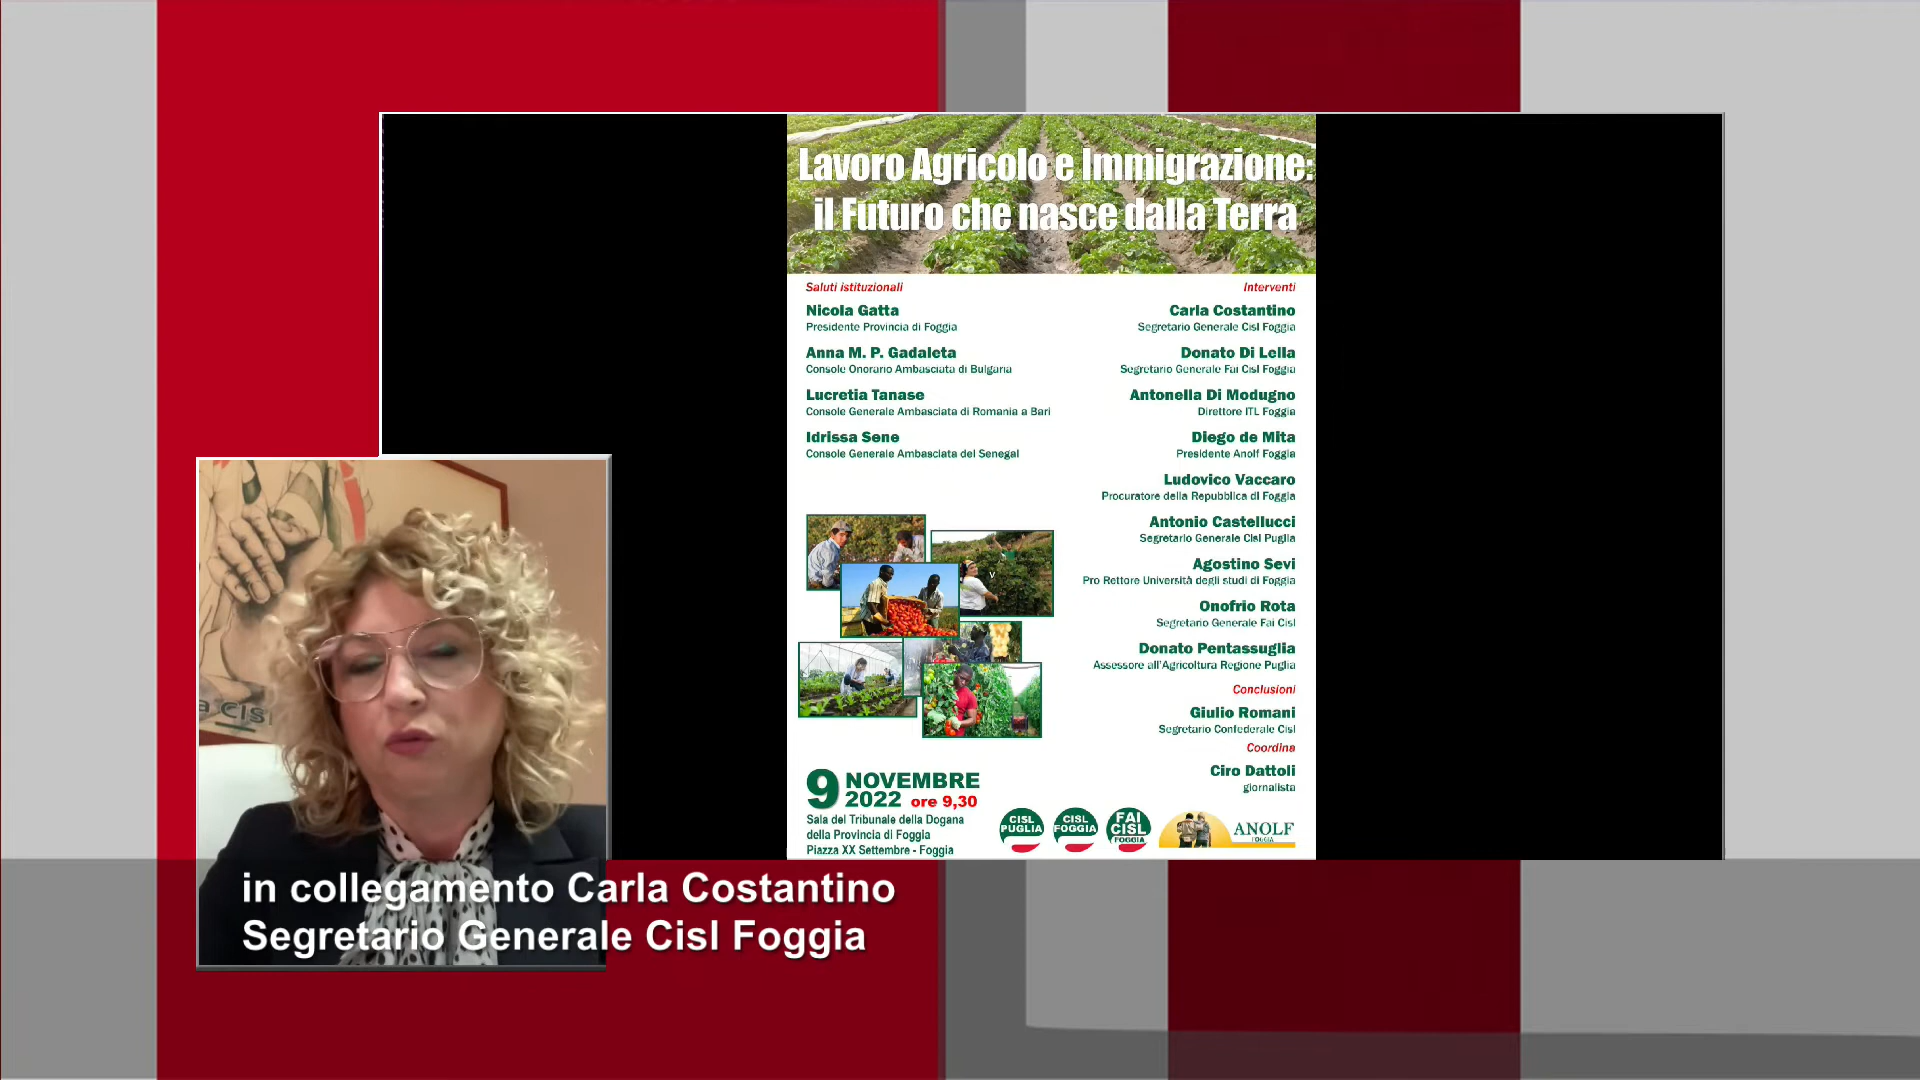 Lavoro Agricolo e Immigrazione:
il Futuro che nasce dalla Terra
Saluti istituzionali
Nicola Gatta
Presidente Provincia di Foggia
Anna M. P. Gadaleta
Console Onorario Ambasciata di Bulgaria
Lucretia Tanase
Console Generale Ambasciata di Romania a Bari
Idrissa Sene
Console Generale Ambasciata del Senegal
Interventi
Carla Costantino
Segretario Generale Cisl Foggia
Donato Di Lella
Segretario Generale Fai Cisl Foggia
Antonella Di Modugno
Direttore ITL Foggia
Diego de Mita
Presidente Anolf Foggia
Ludovico Vaccaro
Procuratore della Repubblica di Foggia
Antonio Castellucci
Segretario Generale Cisl Puglia
Agostino Sevi
Pro Rettore Università degli studi di Foggia
Onofrio Rota
Segretario Generale Fai Cisl
Donato Pentassuglia
Assessore all'Agricoltura Regione Puglia
Conclusioni
Giulio Romani
Segretario Confederale Cisl
Coordina
Ciro Dattoli
giornalista
V
9 NOVEMBRE
2022 ore 9,30
Sala del Tribunale della Dogana
della Provincia di Foggia
Piazza XX Settembre - Foggia
CISL
PUGLIA
CISL
FOGGIA
FAI
CISL
FOGGIA
ANOLF
FOGGIA
a CISL
in collegamento Carla Costantino
Segretario Generale Cisl Foggia